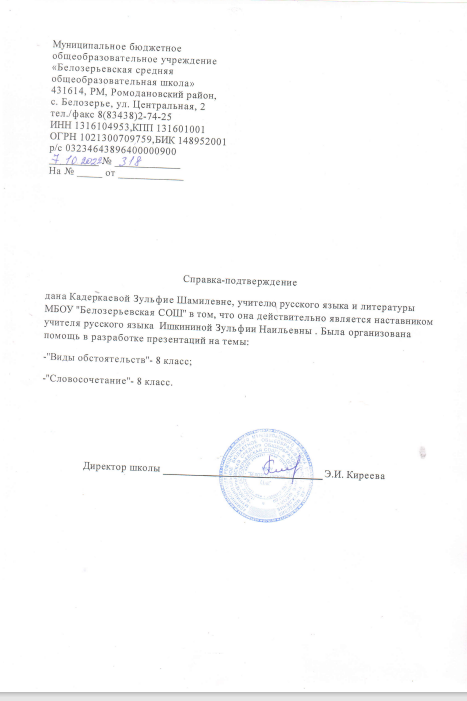 Муниципальное бюджетное
общеобразовательное учреждение
«Белозерьевская средняя
общеобразовательная школа»
431614, РМ, Ромодановский район,
с. Белозерье, ул. Центральная, 2
тел./факс 8(83438)2-74-25
ИНН 1316104953,КПП 131601001
ОГРН 1021300709759,БИК 148952001
р/с 03234643896400000900
7.10.2022 № 318
На № _____ от _____________
Справка-подтверждение
дана Кадеркаевой Зульфие Шамилевне, учителю русского языка и литературы
МБОУ "Белозерьевская СОШ" в том, что она действительно является наставником
учителя русского языка Ишкининой Зульфии Наильевны . Была организована
помощь в разработке презентаций на темы:
-"Виды обстоятельств"- 8 класс;
-"Словосочетание"- 8 класс.
Директор школы ______________________________ Э.И. Киреева